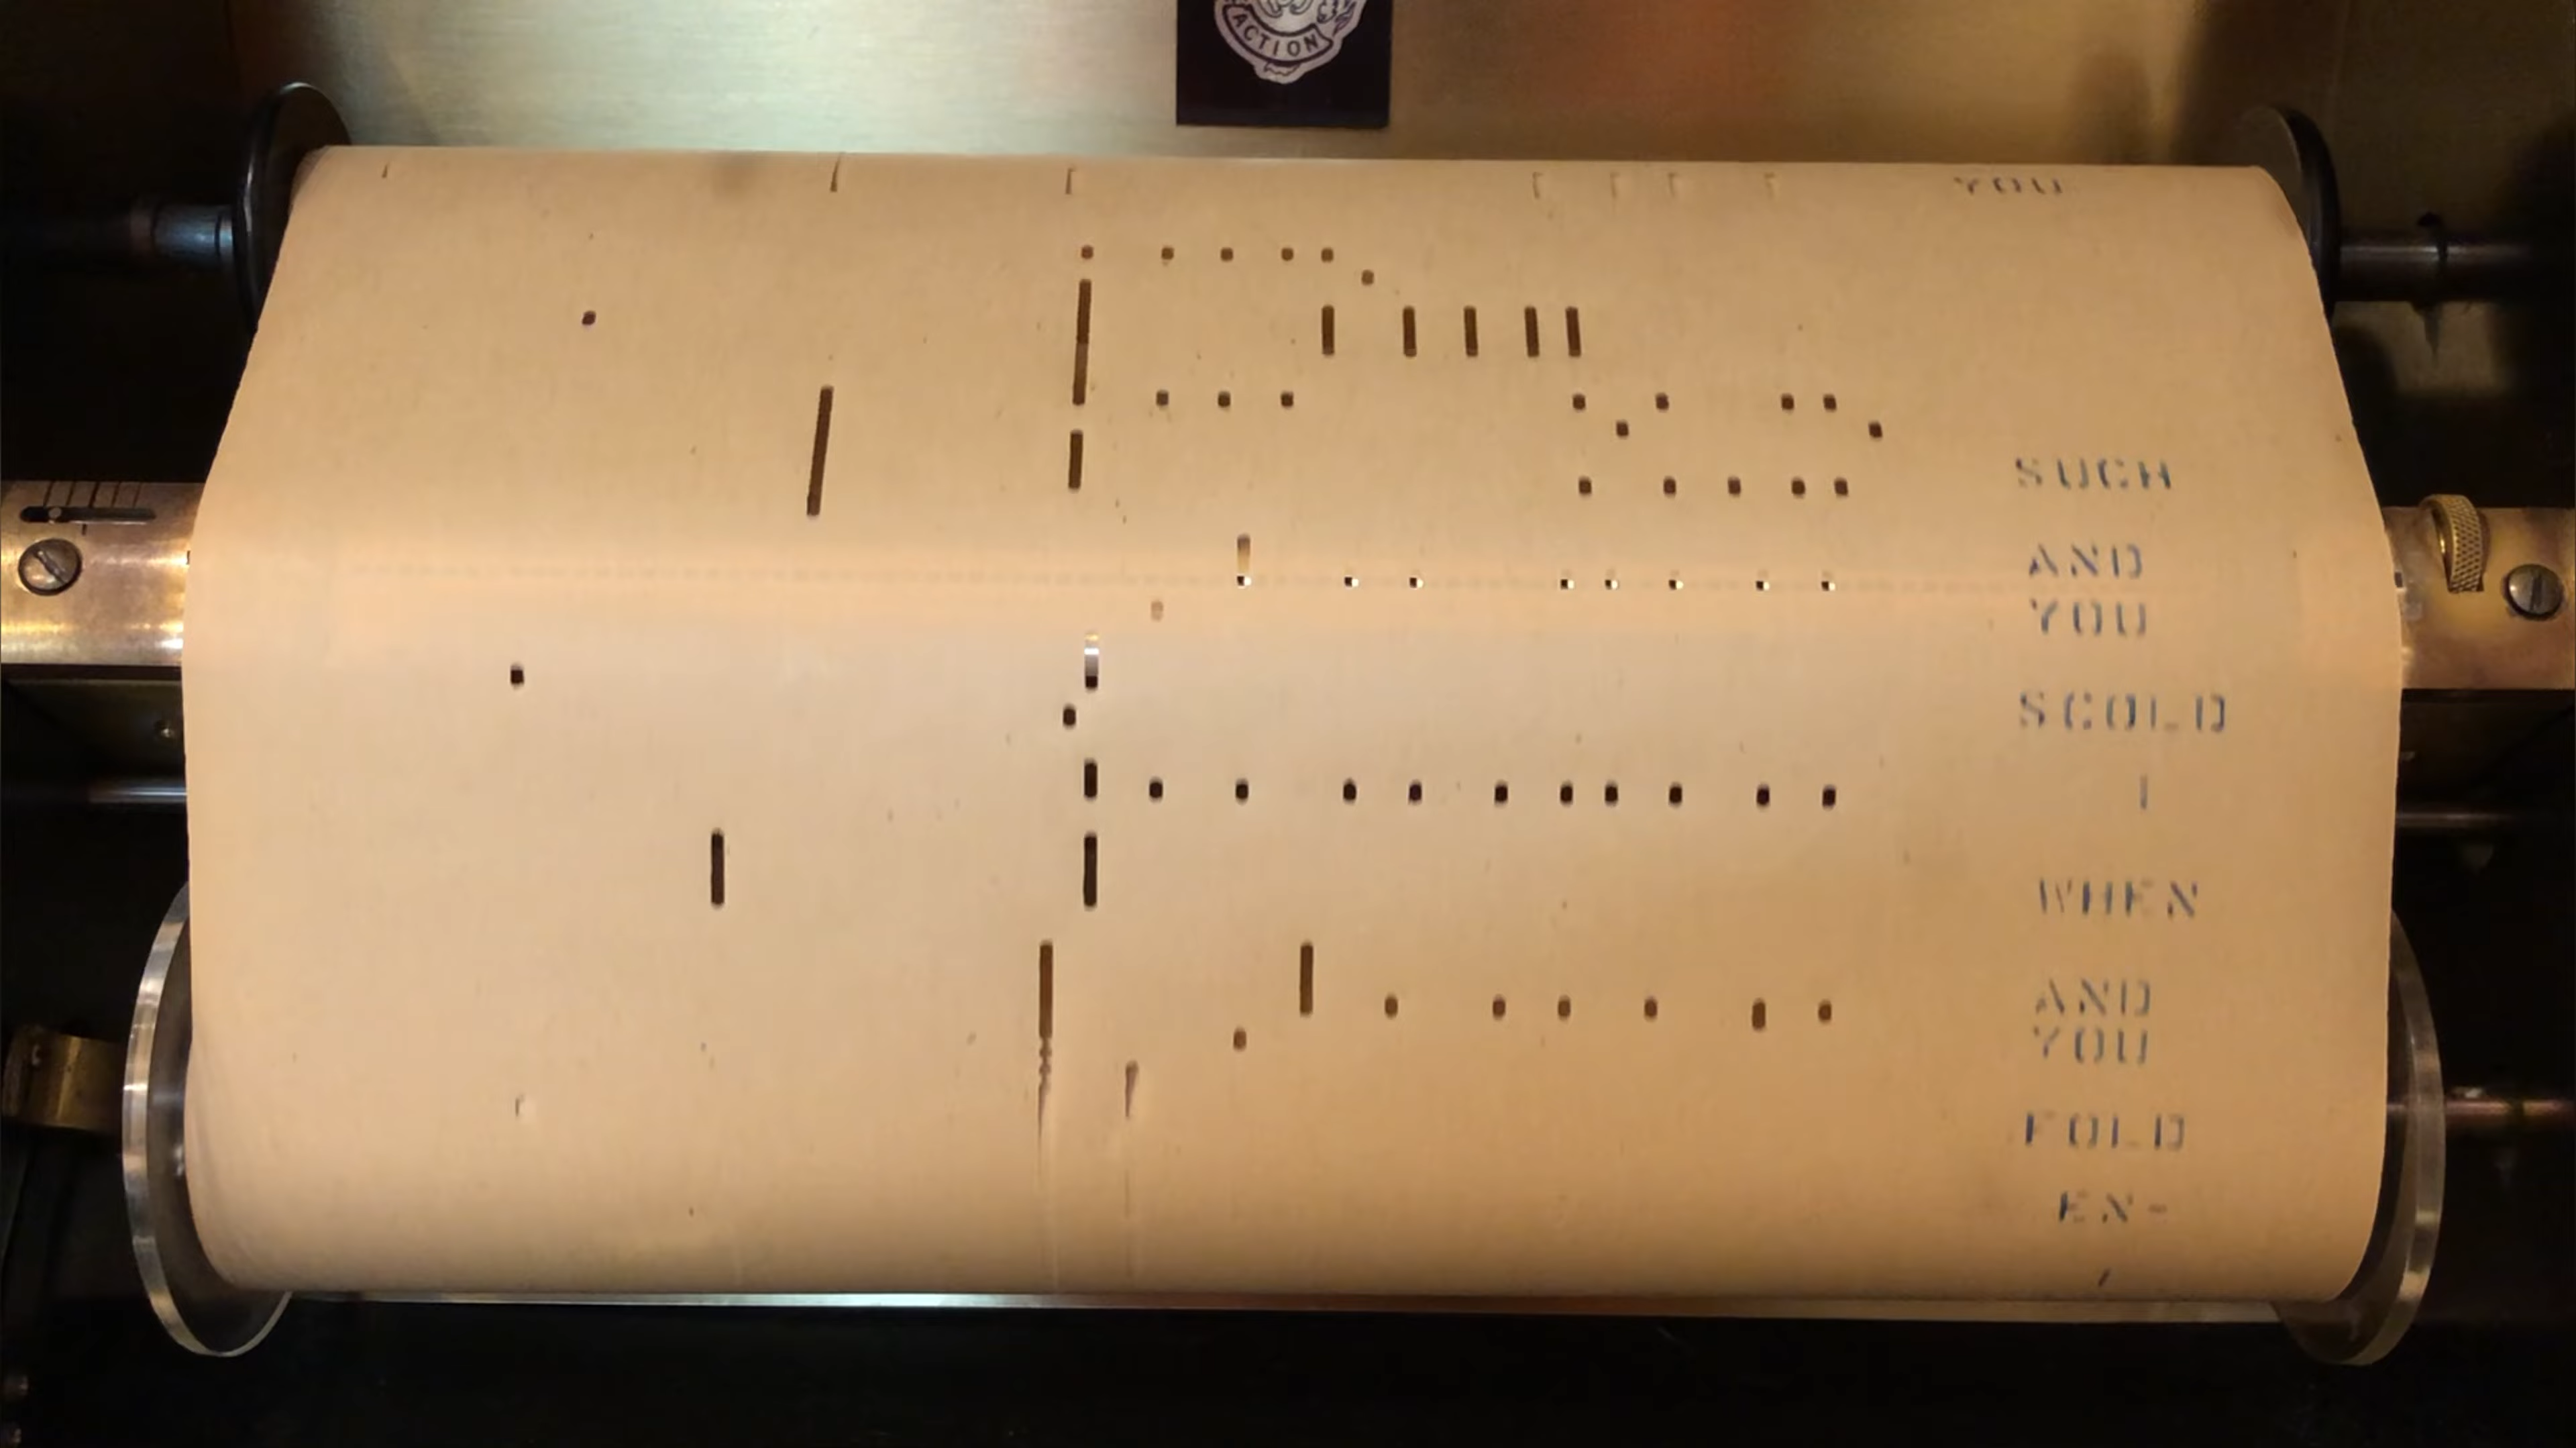 ACTION
YOU
SUCH
AND
YOU
SCOLD
I
WHEN
AND
YOU
FOLD
EN-